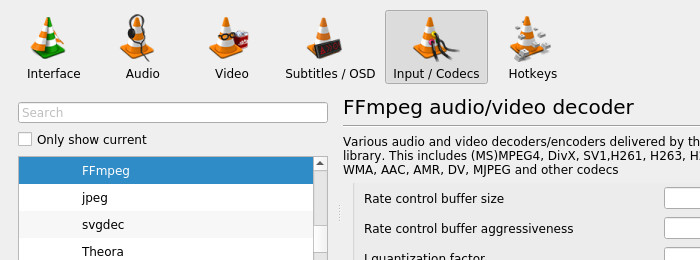 Interface
Audio
Video
Subtitles / OSD
Input / Codecs
Hotkeys
Search
Only show current
FFmpeg
jpeg
svgdec
Theora
FFmpeg audio/video decoder
Various audio and video decoders/encoders delivered by the
library. This includes (MS)MPEG4, DivX, SV1,H261, H263,
WMA, AAC, AMR, DV, MJPEG and other codecs
Rate control buffer size
Rate control buffer aggressiveness
I quantization factor